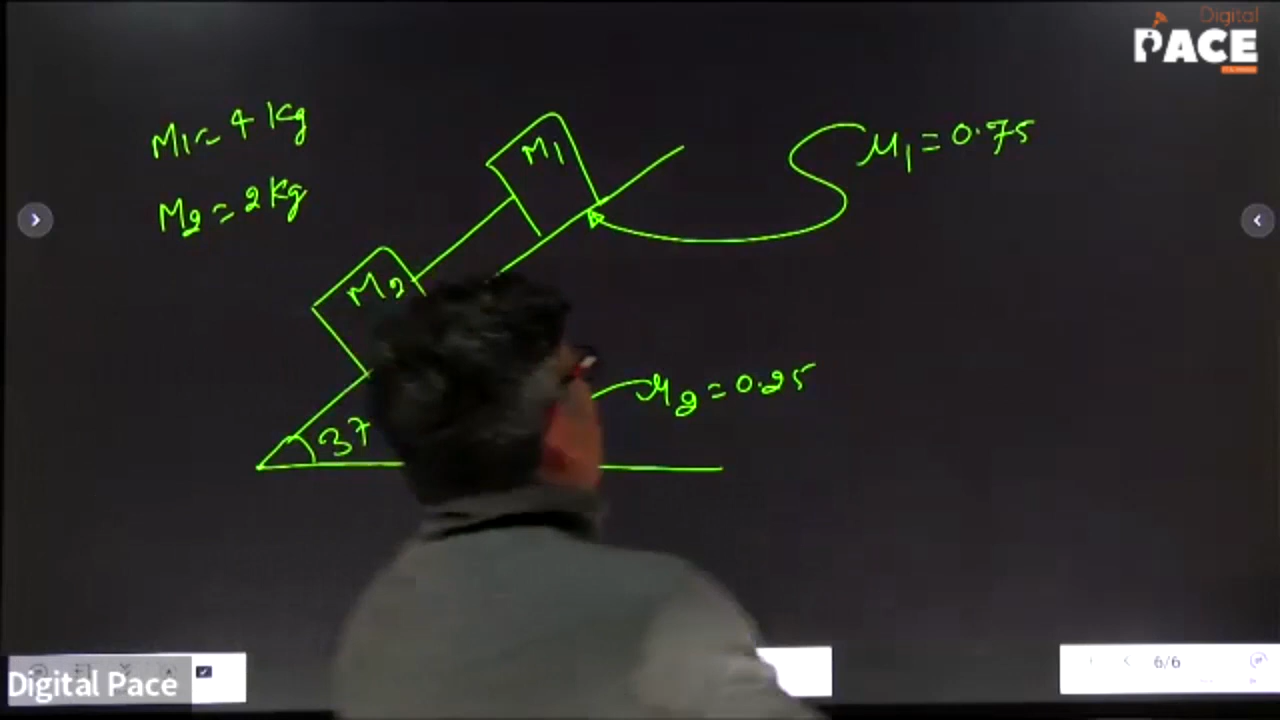 Digital
PACE
M1 = 4 Kg
M2 = 2 Kg
M1
M2
μ1 = 0.75
μ2 = 0.25
37
6/6
Digital Pace